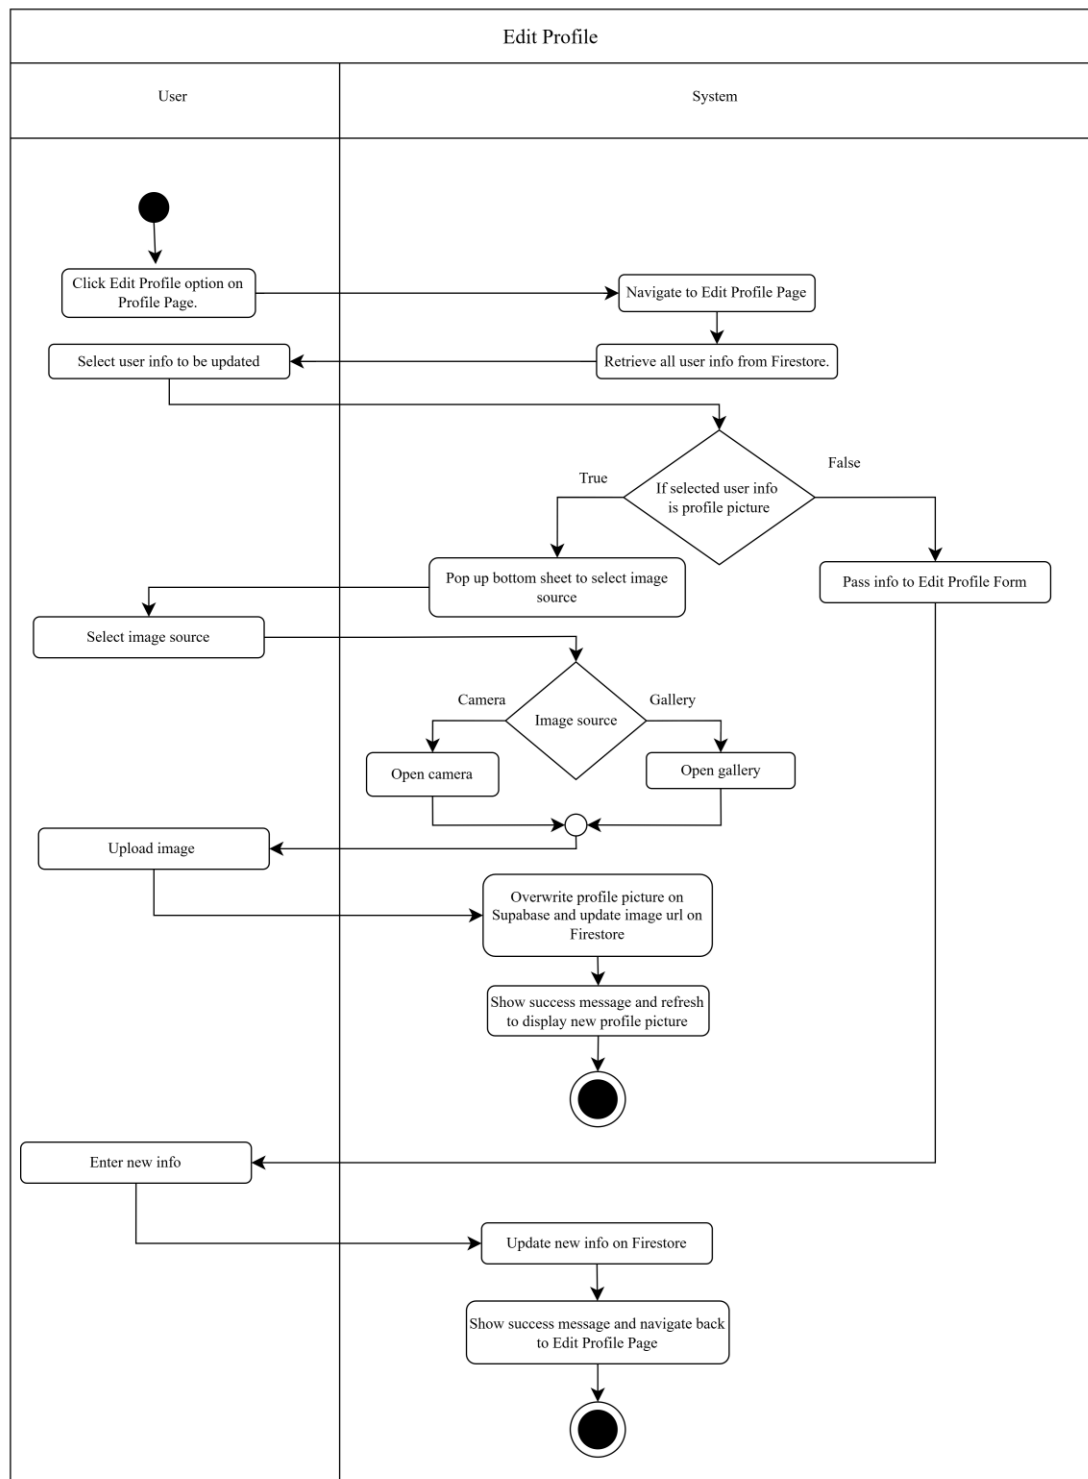 Edit Profile
User
System
Click Edit Profile option on
Profile Page.
Navigate to Edit Profile Page
Select user info to be updated
Retrieve all user info from Firestore.
True
False
If selected user info
is profile picture
Pop up bottom sheet to select image
source
Pass info to Edit Profile Form
Select image source
Camera
Gallery
Image source
Open camera
Open gallery
Upload image
Overwrite profile picture on
Supabase and update image url on
Firestore
Show success message and refresh
to display new profile picture
Enter new info
Update new info on Firestore
Show success message and navigate back
to Edit Profile Page